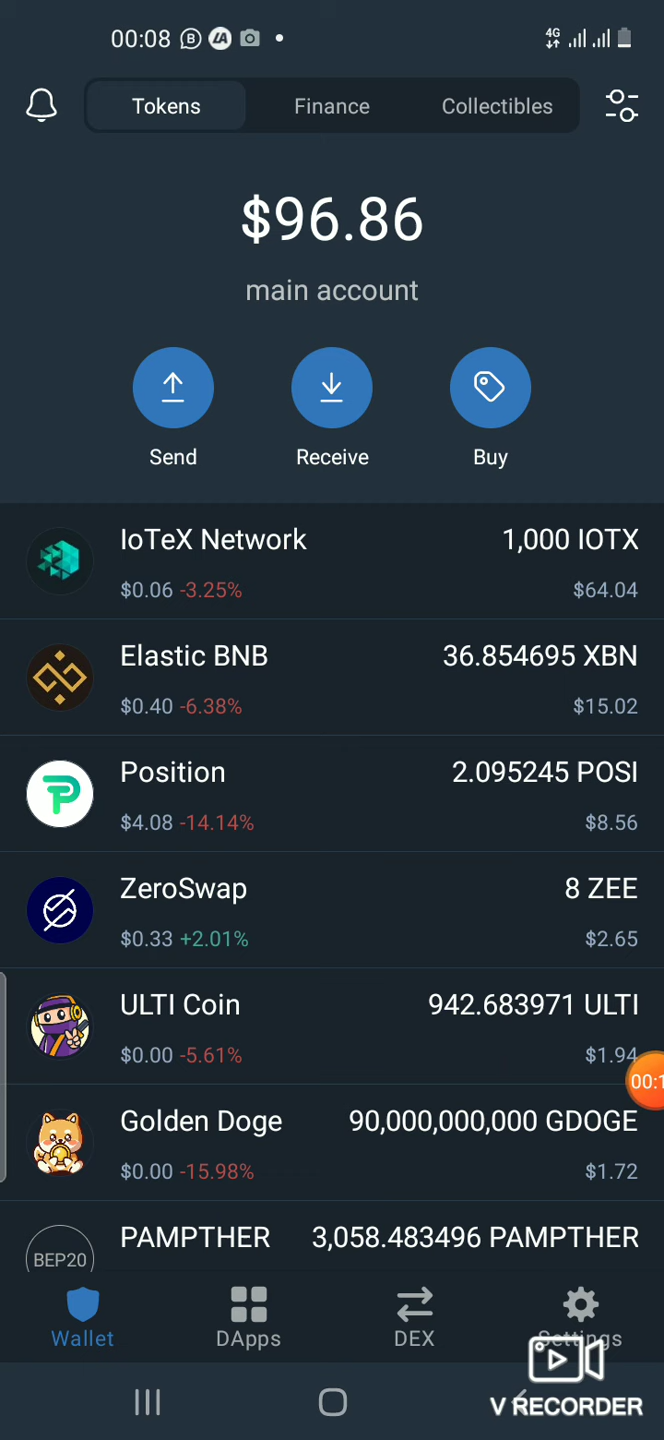 00:08
4G
Tokens Finance Collectibles
$96.86
main account
Send Receive Buy
IoTeX Network 1,000 IOTX
$0.06 -3.25% $64.04
Elastic BNB 36.854695 XBN
$0.40 -6.38% $15.02
Position 2.095245 POSI
$4.08 -14.14% $8.56
ZeroSwap 8 ZEE
$0.33 +2.01% $2.65
ULTI Coin 942.683971 ULTI
$0.00 -5.61% $1.94
00:1
Golden Doge 90,000,000,000 GDOGE
$0.00 -15.98% $1.72
PAMPTHER 3,058.483496 PAMPTHER
BEP20
Wallet DApps DEX Settings
V RECORDER